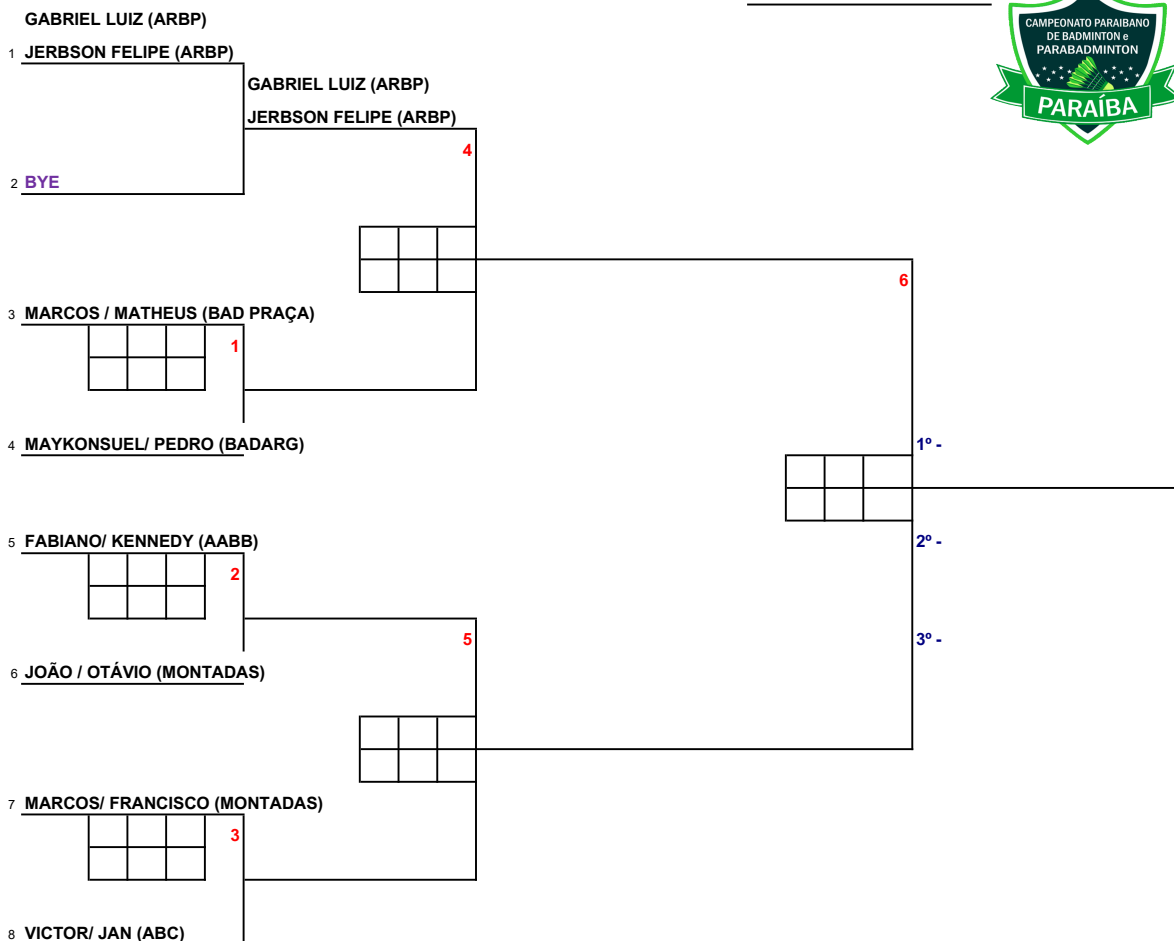 GABRIEL LUIZ (ARBP)
1 JERBSON FELIPE (ARBP)
GABRIEL LUIZ (ARBP)
JERBSON FELIPE (ARBP)
4
2 BYE
6
3 MARCOS / MATHEUS (BAD PRAÇA)
1
4 MAYKONSUEL/ PEDRO (BADARG)
1º -
5 FABIANO/ KENNEDY (AABB)
2º -
2
5
3º -
6 JOÃO / OTÁVIO (MONTADAS)
7 MARCOS/ FRANCISCO (MONTADAS)
3
8 VICTOR/ JAN (ABC)
CAMPEONATO PARAIBANO
DE BADMINTON e
PARABADMINTON
PARAÍBA